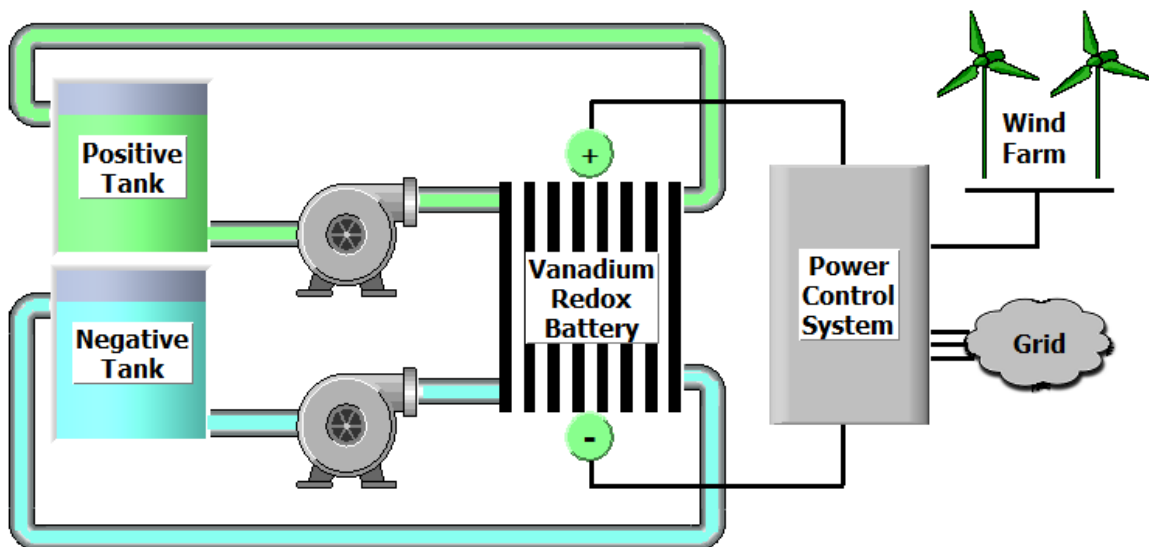 Positive
Tank
Negative
Tank
+
Vanadium
Redox
Battery
-
Power
Control
System
Wind
Farm
Grid